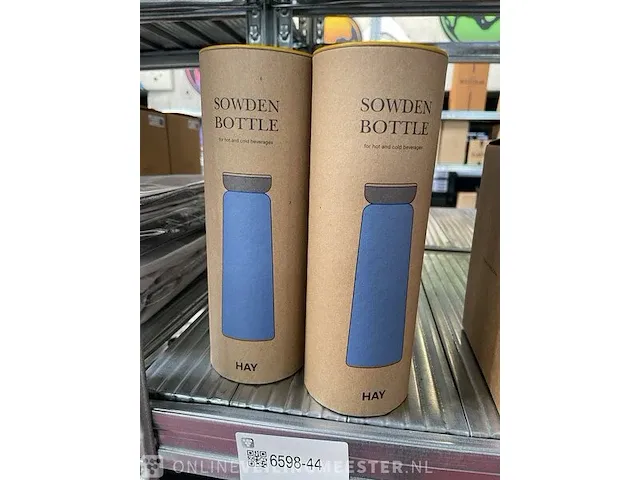 SOWDEN
BOTTLE
for hot and cold beverages
HAY
SOWDEN
BOTTLE
for hot and cold beverages
HAY
6598-44
ONLINEVEILINGMEESTER.NL